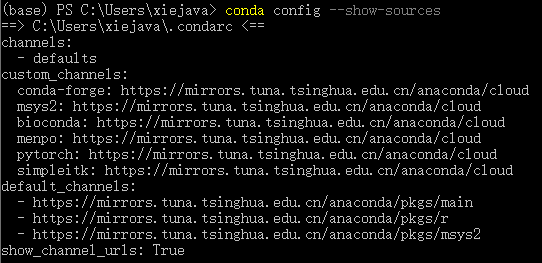 (base) PS C:\Users\xiejava> conda config --show-sources
==> C:\Users\xiejava\.condarc <==
channels:
  - defaults
custom_channels:
  conda-forge: https://mirrors.tuna.tsinghua.edu.cn/anaconda/cloud
  msys2: https://mirrors.tuna.tsinghua.edu.cn/anaconda/cloud
  bioconda: https://mirrors.tuna.tsinghua.edu.cn/anaconda/cloud
  menpo: https://mirrors.tuna.tsinghua.edu.cn/anaconda/cloud
  pytorch: https://mirrors.tuna.tsinghua.edu.cn/anaconda/cloud
  simpleitk: https://mirrors.tuna.tsinghua.edu.cn/anaconda/cloud
default_channels:
  - https://mirrors.tuna.tsinghua.edu.cn/anaconda/pkgs/main
  - https://mirrors.tuna.tsinghua.edu.cn/anaconda/pkgs/r
  - https://mirrors.tuna.tsinghua.edu.cn/anaconda/pkgs/msys2
show_channel_urls: True